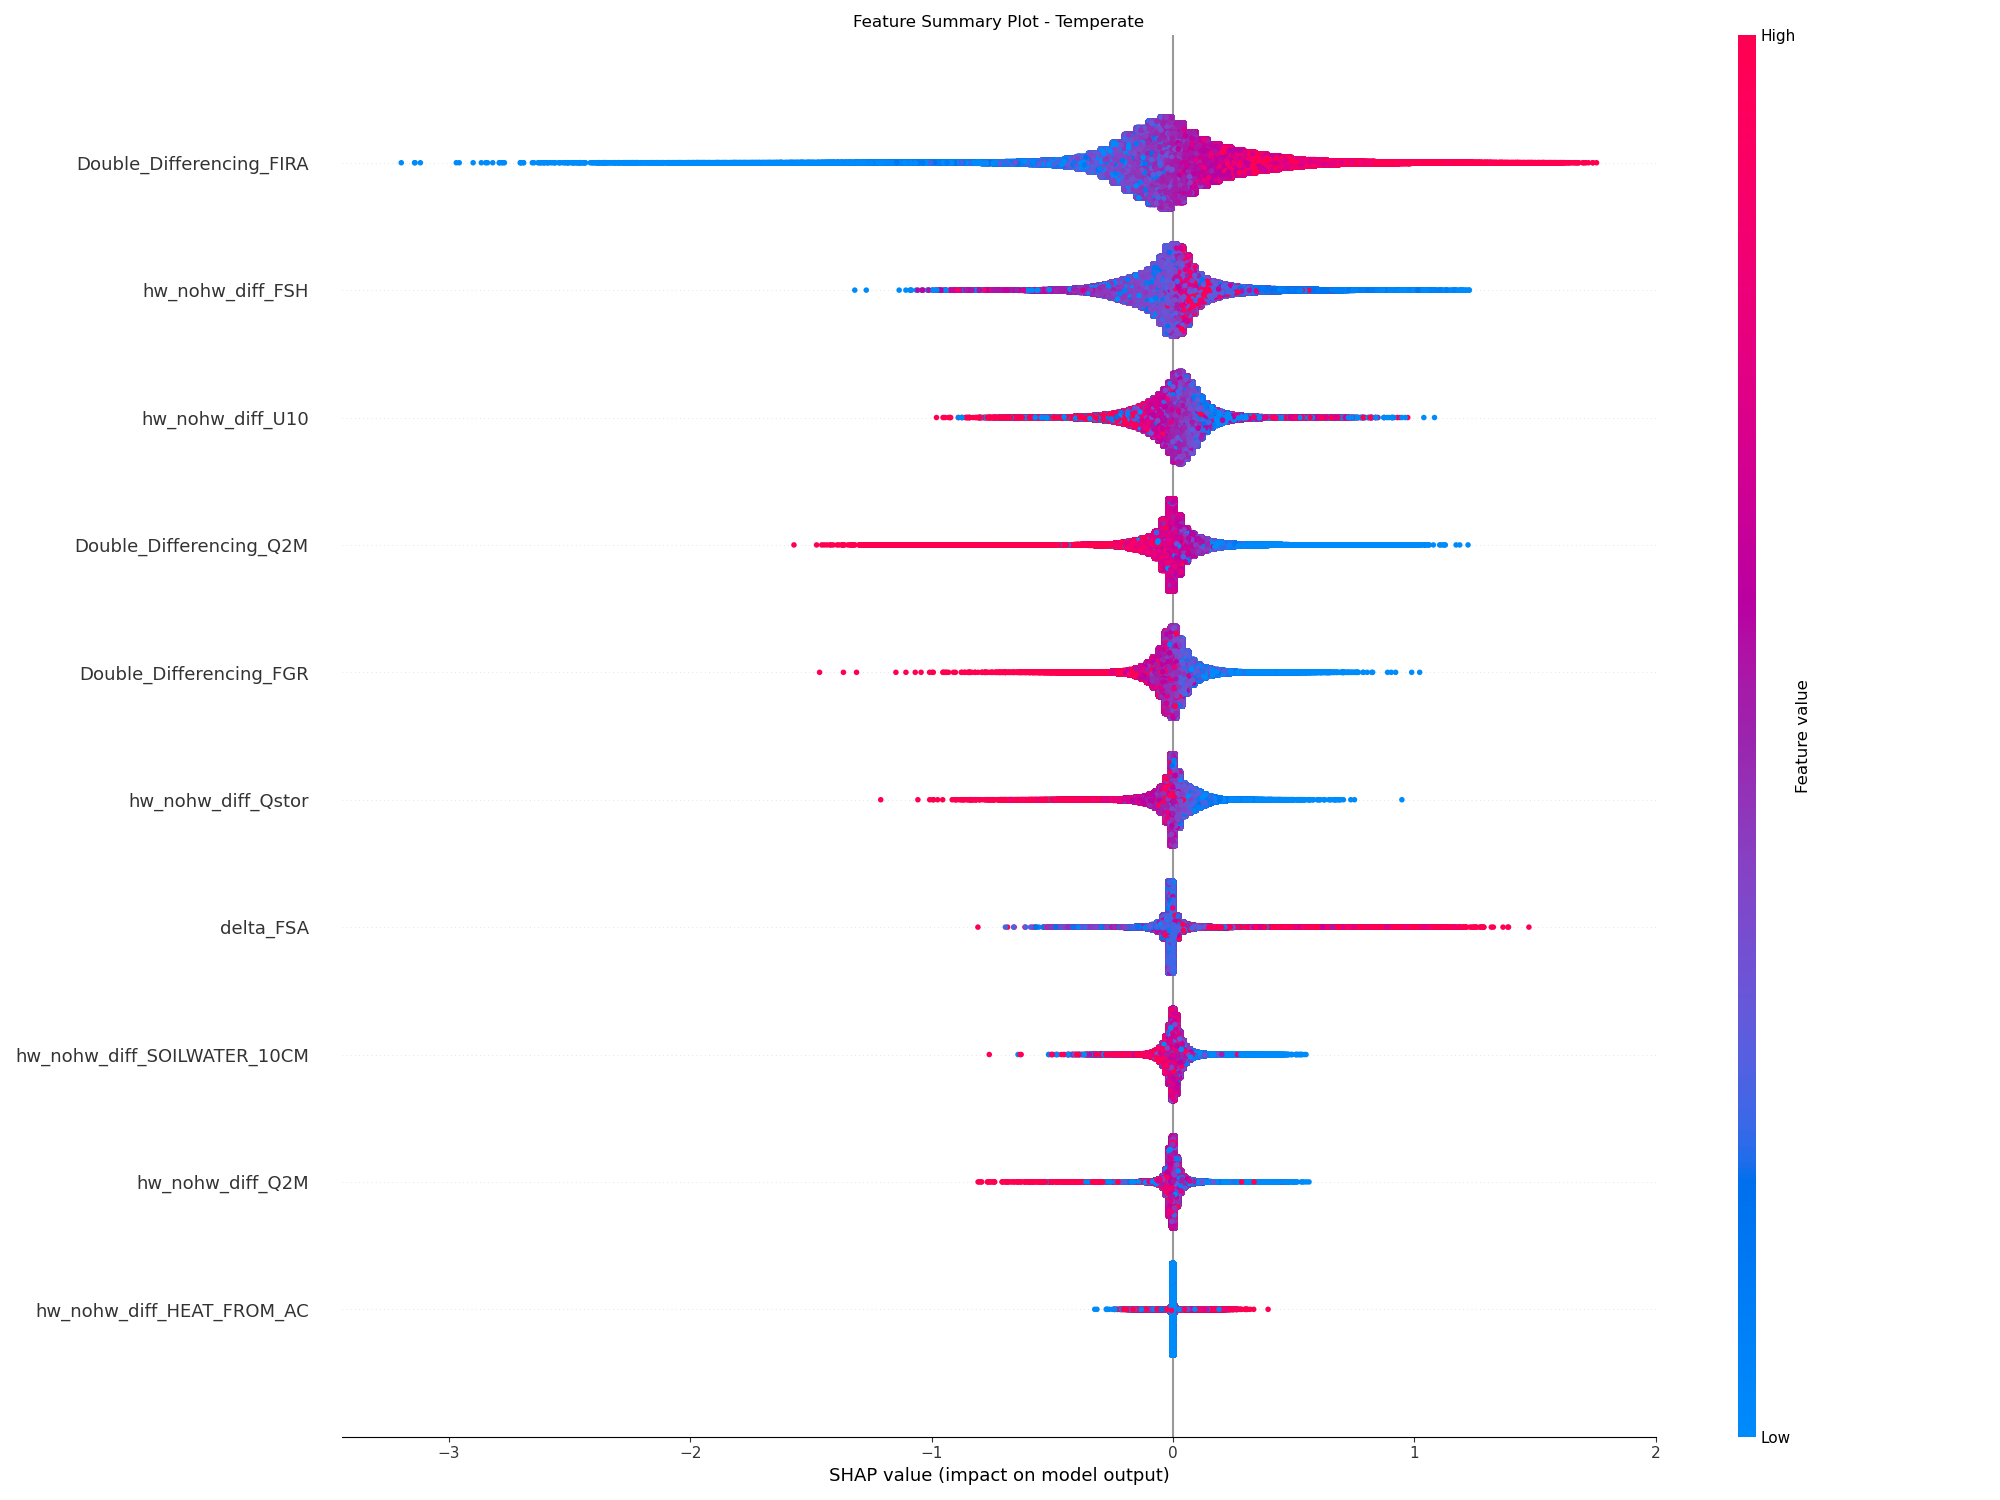 Feature Summary Plot - Temperate
High
Double_Differencing_FIRA
hw_nohw_diff_FSH
hw_nohw_diff_U10
Double_Differencing_Q2M
Double_Differencing_FGR
hw_nohw_diff_Qstor
delta_FSA
hw_nohw_diff_SOILWATER_10CM
hw_nohw_diff_Q2M
hw_nohw_diff_HEAT_FROM_AC
Feature value
Low
−3 −2 −1 0 1 2
SHAP value (impact on model output)